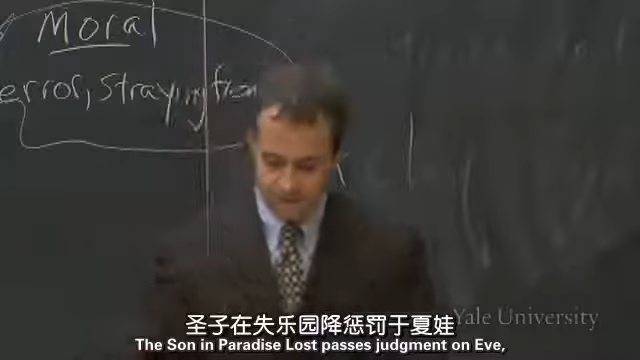 Moral
error, straying from
Yale University
圣子在失乐园降惩罚于夏娃
The Son in Paradise Lost passes judgment on Eve,